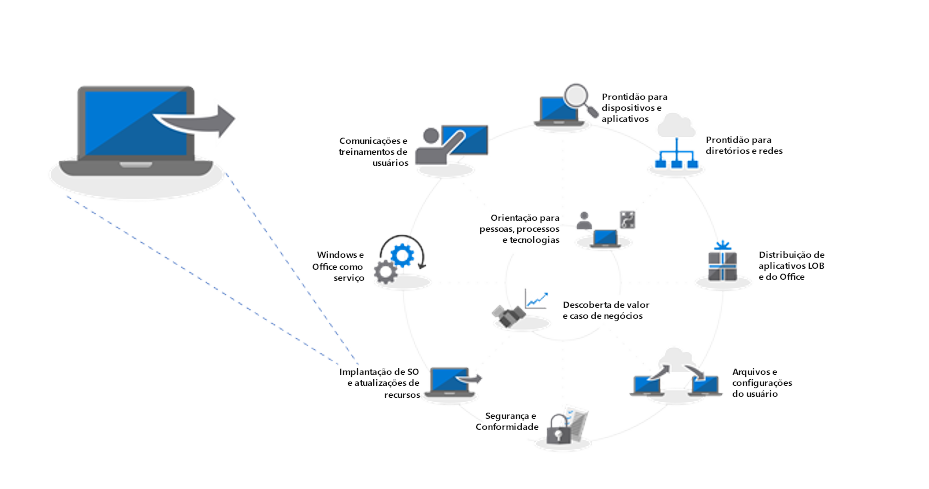 Prontidão para
dispositivos e
aplicativos
Comunicações e
treinamentos de
usuários
Prontidão para
diretórios e redes
Orientação para
pessoas, processos
e tecnologias
Windows e
Office como
serviço
Distribuição de
aplicativos LOB
e do Office
Descoberta de valor
e caso de negócios
Implantação de SO
e atualizações de
recursos
Arquivos e
configurações
do usuário
Segurança e
Conformidade